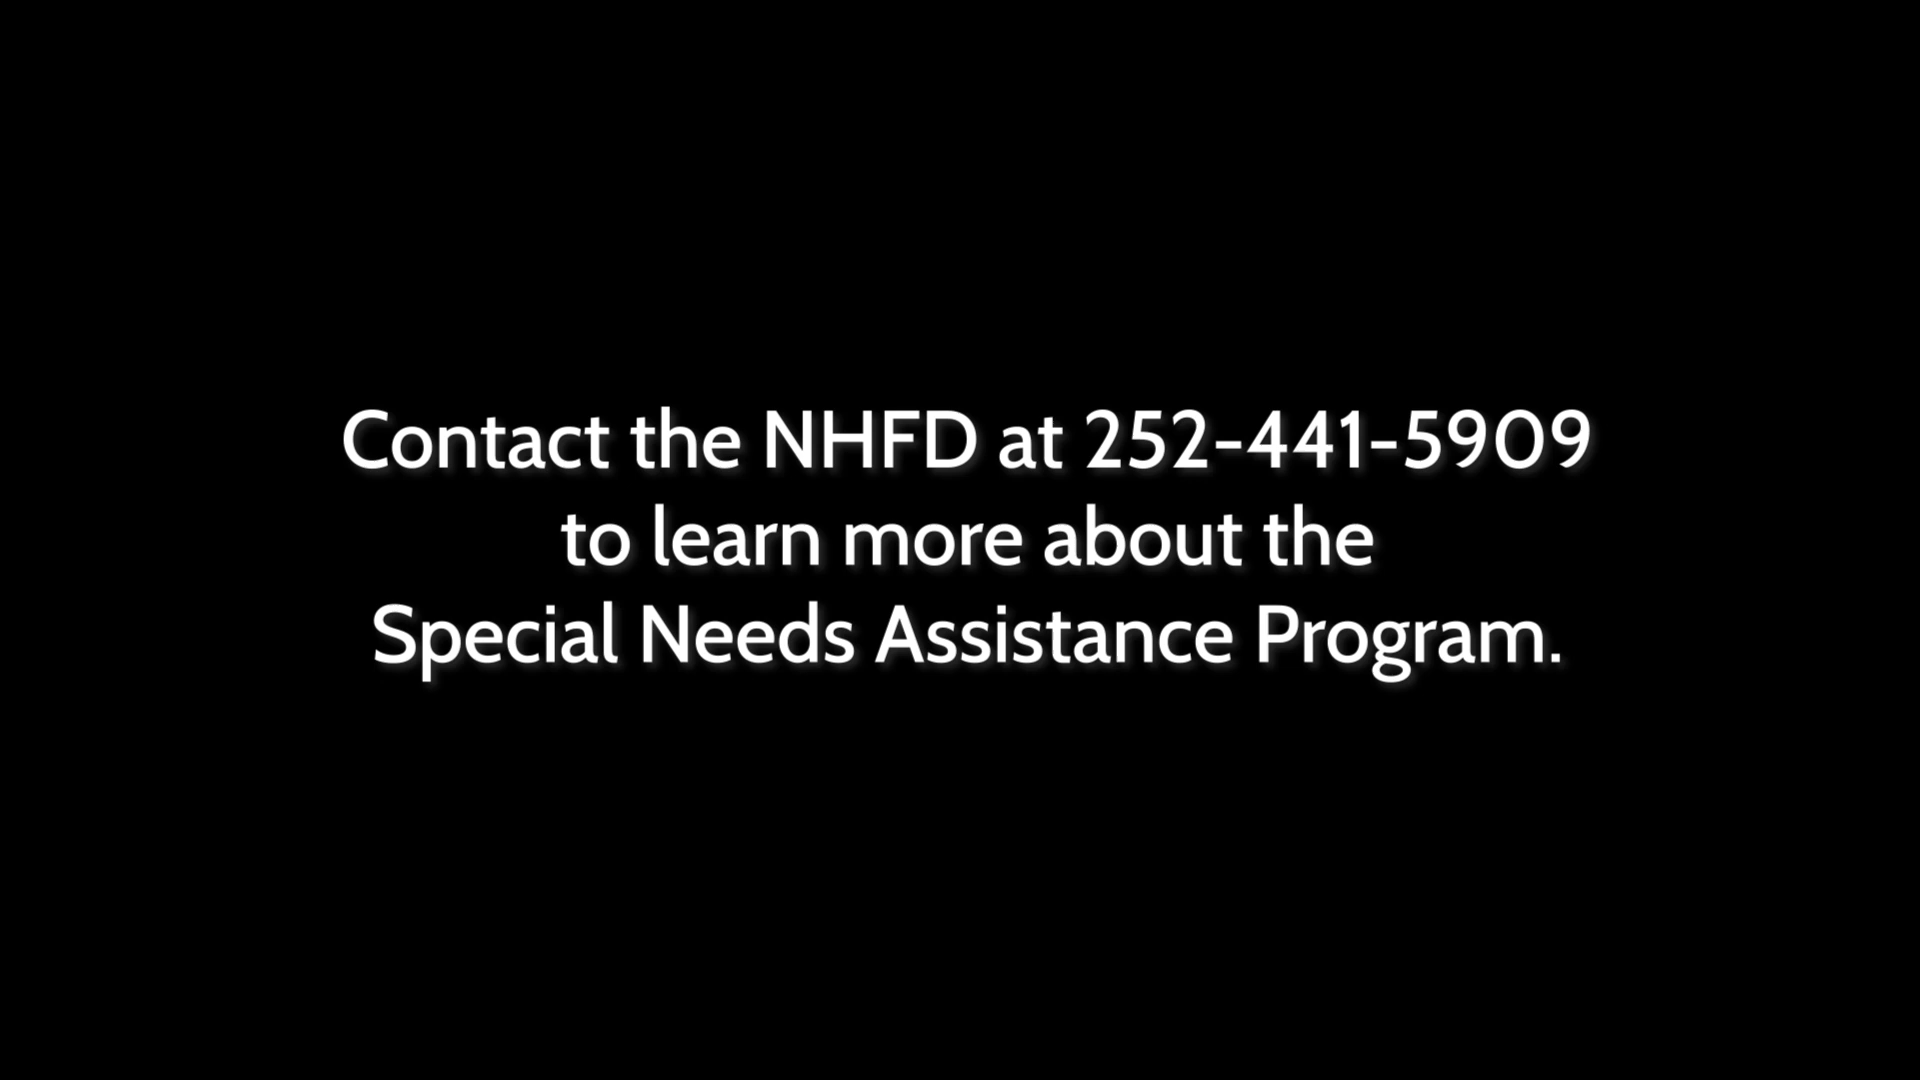 Contact the NHFD at 252-441-5909
to learn more about the
Special Needs Assistance Program.